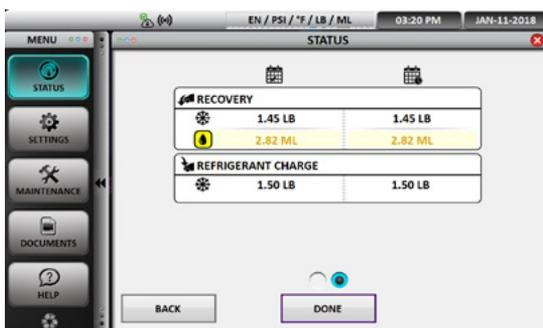 EN / PSI / °F / LB / ML 03:20 PM JAN-11-2018
MENU STATUS
STATUS
SETTINGS
MAINTENANCE
DOCUMENTS
HELP
RECOVERY
1.45 LB 1.45 LB
2.82 ML 2.82 ML
REFRIGERANT CHARGE
1.50 LB 1.50 LB
BACK DONE